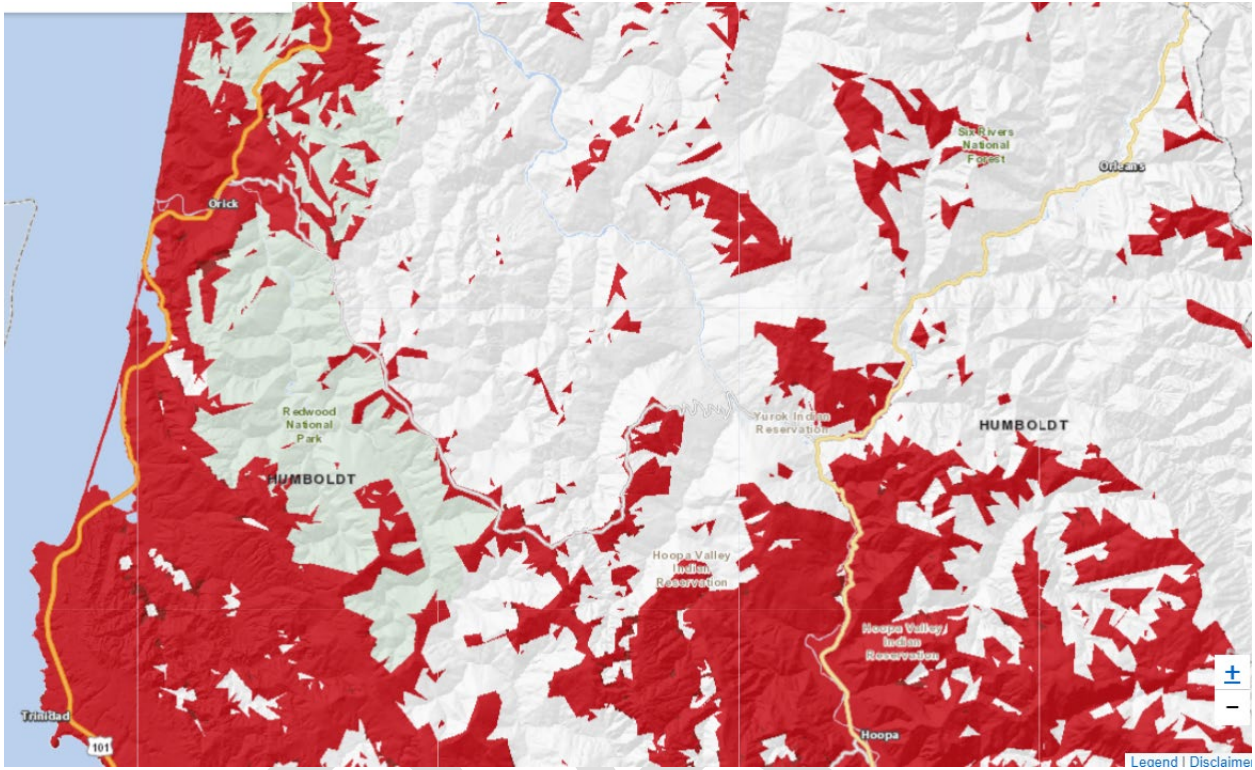 Six Rivers
National
Forest
Orleans
Orick
Redwood
National
Park
HUMBOLDT
Yurok Indian
Reservation
HUMBOLDT
Hoopa Valley
Indian
Reservation
Hoopa Valley
Indian
Reservation
Trinidad
101
Hoopa
±
−
Legend | Disclaimer